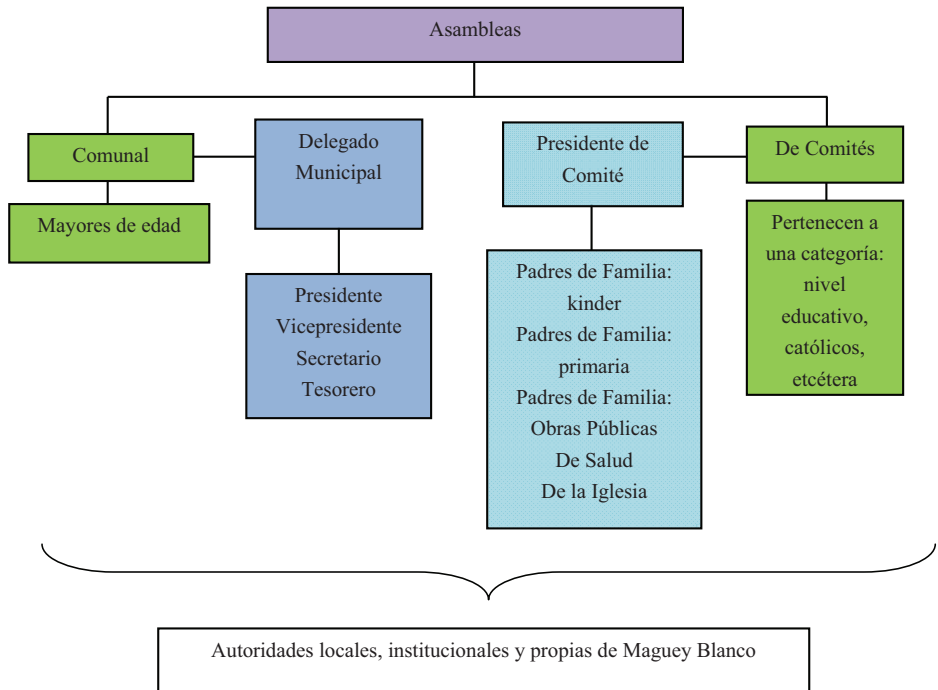 Asambleas
Comunal
Mayores de edad
Delegado
Municipal
Presidente
Vicepresidente
Secretario
Tesorero
Presidente de
Comité
Padres de Familia:
kinder
Padres de Familia:
primaria
Padres de Familia:
Obras Públicas
De Salud
De la Iglesia
De Comités
Pertenecen a
una categoría:
nivel
educativo,
católicos,
etcétera
Autoridades locales, institucionales y propias de Maguey Blanco